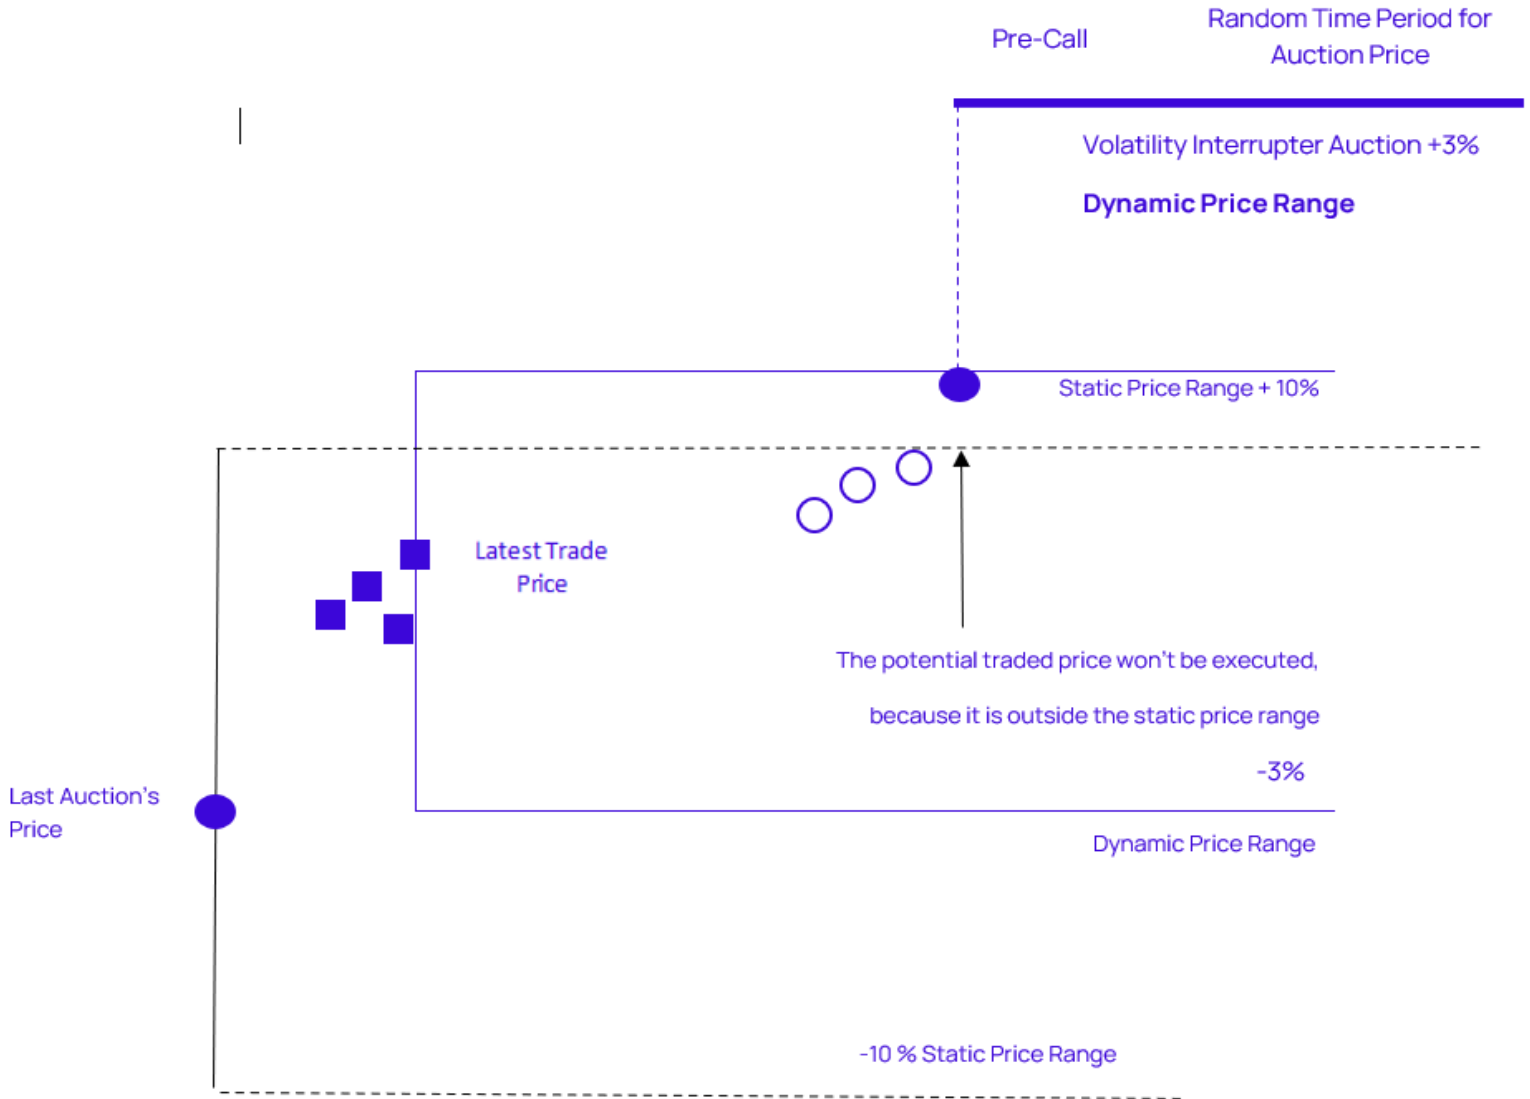 Pre-Call
Random Time Period for
Auction Price
Volatility Interrupter Auction +3%
Dynamic Price Range
Static Price Range + 10%
Latest Trade
Price
The potential traded price won't be executed,
because it is outside the static price range
-3%
Last Auction's
Price
Dynamic Price Range
-10 % Static Price Range